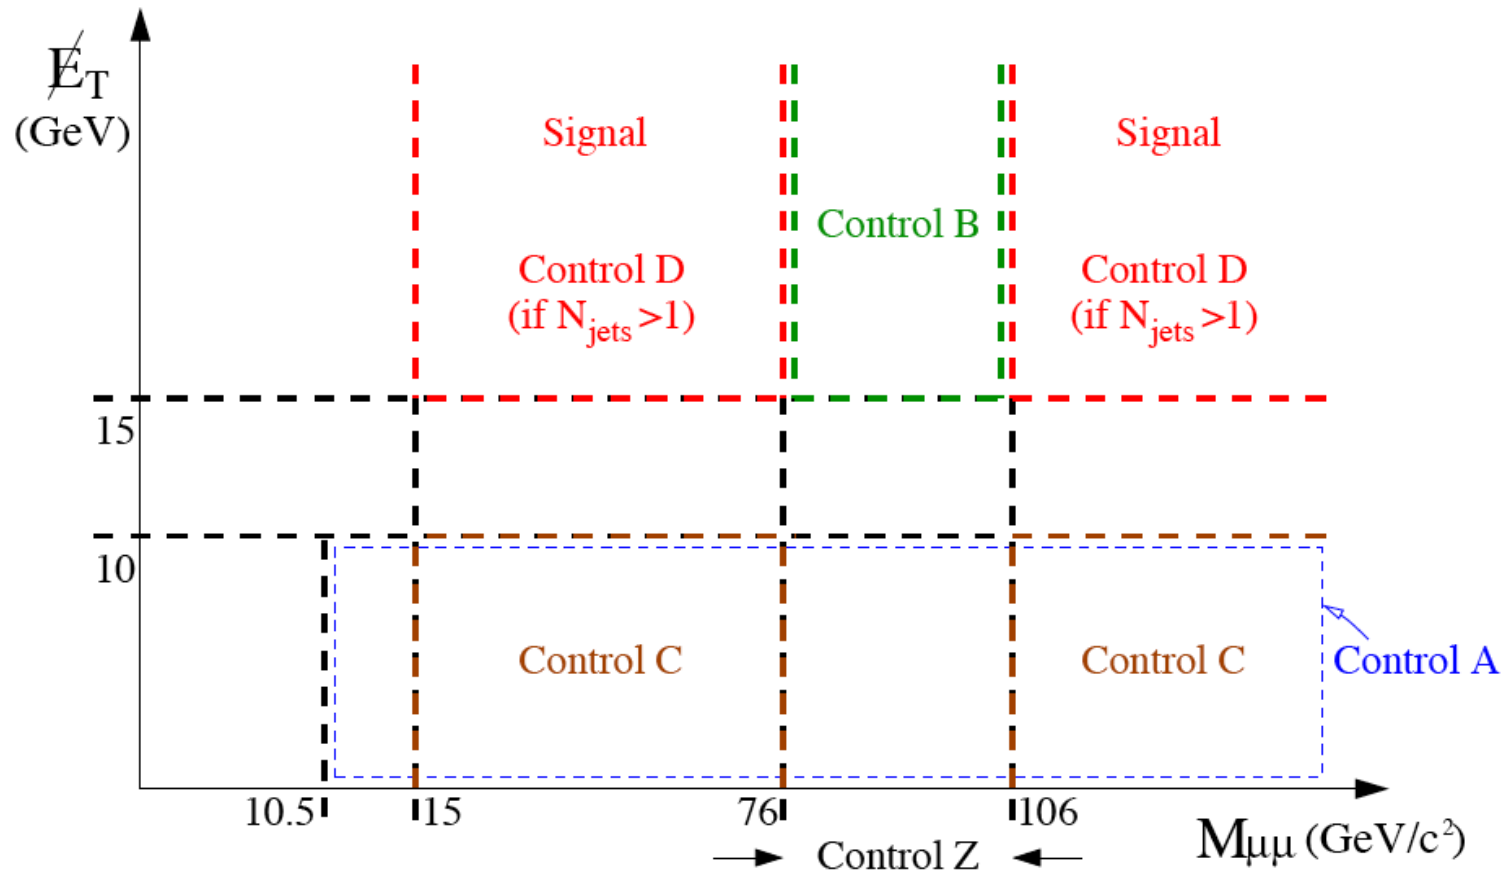 E̸T
(GeV)
Signal
Signal
Control B
Control D
(if Njets >1)
Control D
(if Njets >1)
15
10
Control C
Control C
Control A
10.5
15
76
106
Mμμ (GeV/c²)
Control Z